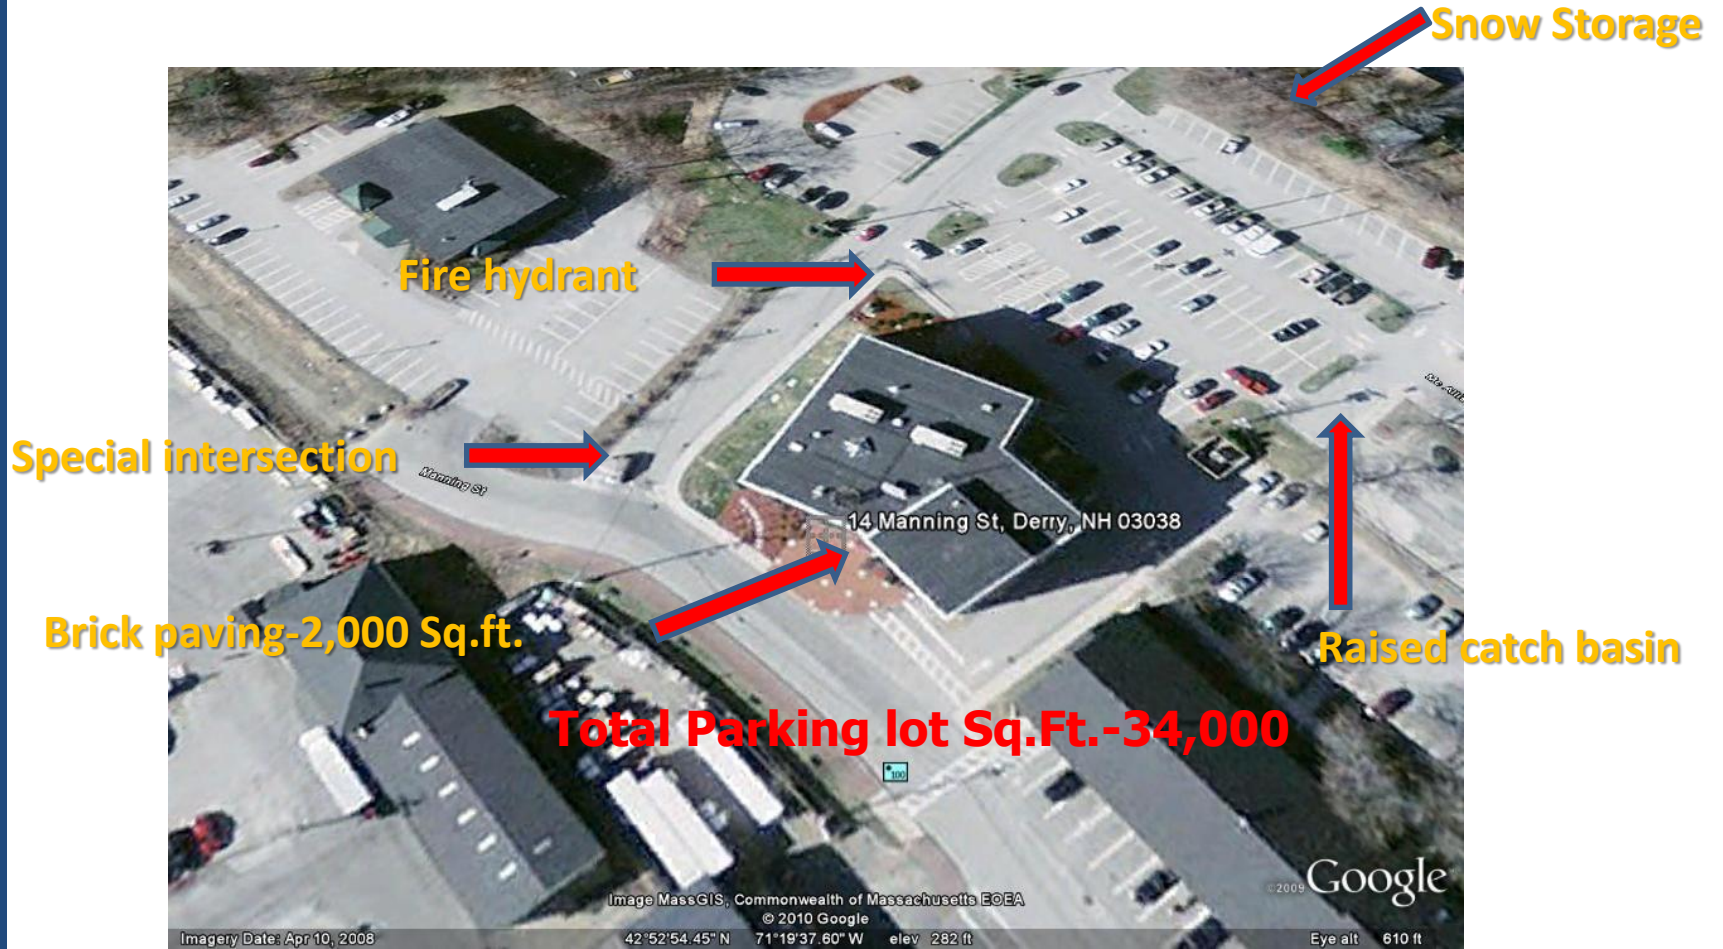 Snow Storage
Fire hydrant
Special intersection
Manning St
14 Manning St, Derry, NH 03038
Brick paving-2,000 Sq.ft.
Raised catch basin
Total Parking lot Sq.Ft.-34,000
100
©2009 Google
Image MassGIS, Commonwealth of Massachusetts EOEA
© 2010 Google
Imagery Date: Apr 10, 2008 42°52'54.45" N 71°19'37.60" W elev 282 ft Eye alt 610 ft